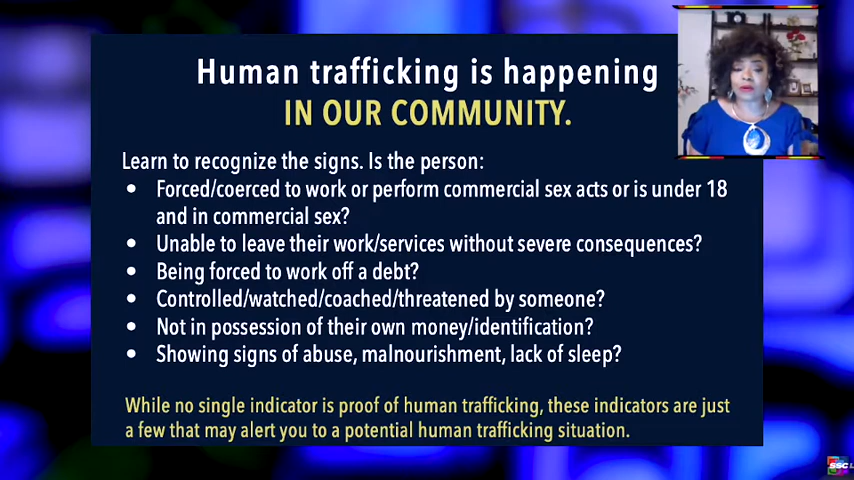 Human trafficking is happening
IN OUR COMMUNITY.
Learn to recognize the signs. Is the person:
• Forced/coerced to work or perform commercial sex acts or is under 18
and in commercial sex?
• Unable to leave their work/services without severe consequences?
• Being forced to work off a debt?
• Controlled/watched/coached/threatened by someone?
• Not in possession of their own money/identification?
• Showing signs of abuse, malnourishment, lack of sleep?
While no single indicator is proof of human trafficking, these indicators are just
a few that may alert you to a potential human trafficking situation.
SSC